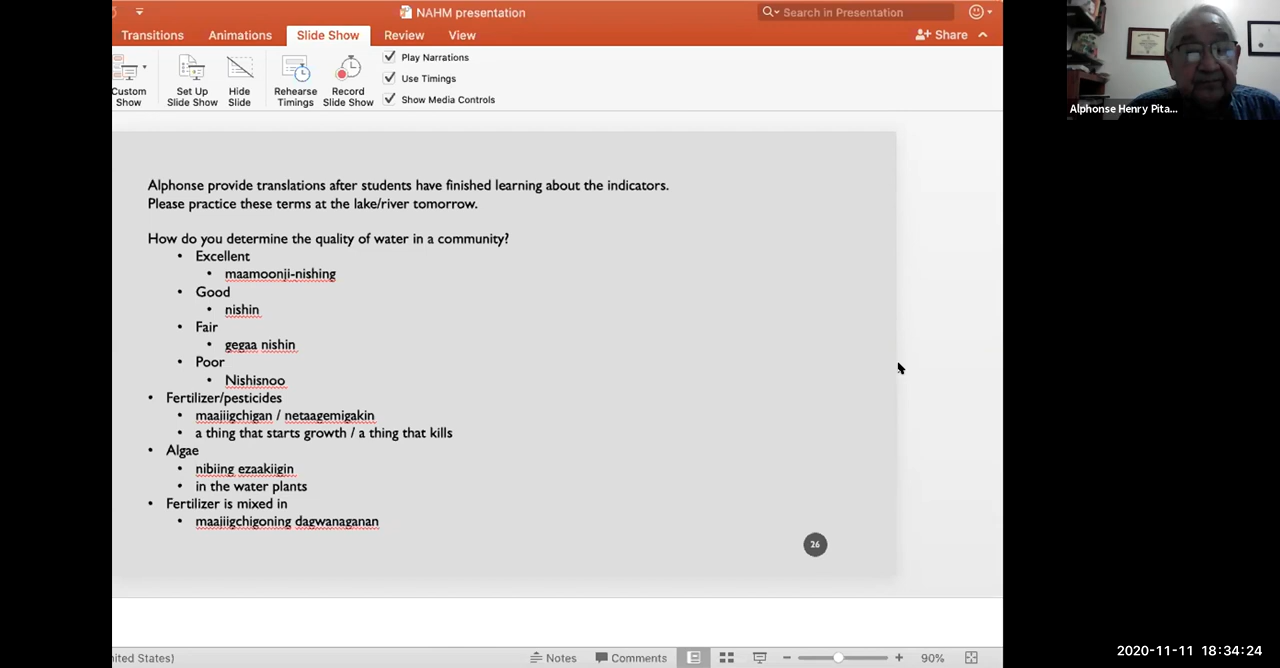 NAHM presentation
Search in Presentation
Transitions Animations Slide Show Review View
Share
Custom Show
Set Up Slide Show
Hide Slide
Rehearse Timings
Record Slide Show
Play Narrations
Use Timings
Show Media Controls
Alphonse Henry Pita...
Alphonse provide translations after students have finished learning about the indicators.
Please practice these terms at the lake/river tomorrow.
How do you determine the quality of water in a community?
• Excellent
• maamoonji-nishing
• Good
• nishin
• Fair
• gegaa nishin
• Poor
• Nishisnoo
• Fertilizer/pesticides
• maajiigchigan / netaagemigakin
• a thing that starts growth / a thing that kills
• Algae
• nibiing ezaakiigin
• in the water plants
• Fertilizer is mixed in
• maajiigchigoning dagwanaganan
26
nited States)
Notes Comments 90%
2020-11-11 18:34:24